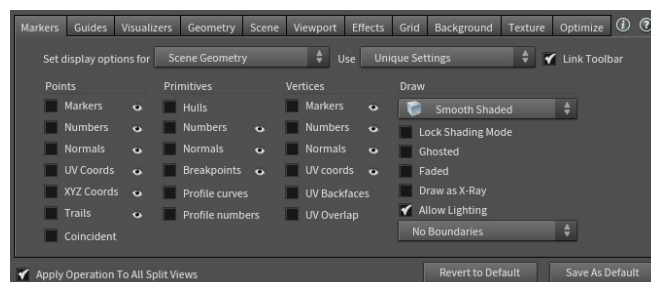 Markers Guides Visualizers Geometry Scene Viewport Effects Grid Background Texture Optimize
Set display options for Scene Geometry Use Unique Settings Link Toolbar
Points Primitives Vertices Draw
Markers Hulls Markers Smooth Shaded
Numbers Numbers Numbers Lock Shading Mode
Normals Normals Normals Ghosted
UV Coords Breakpoints UV coords Faded
XYZ Coords Profile curves UV Backfaces Draw as X-Ray
Trails Profile numbers UV Overlap Allow Lighting
Coincident No Boundaries
Apply Operation To All Split Views Revert to Default Save As Default